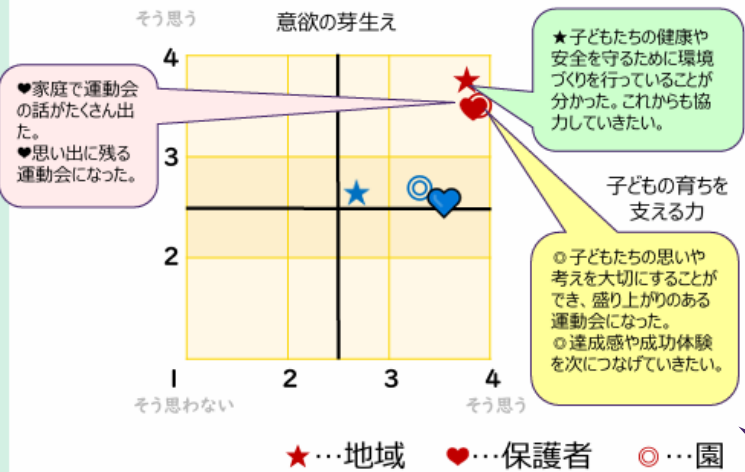 そう思う
意欲の芽生え
4
3
2
1
2
3
4
そう思わない
そう思う
子どもの育ちを
支える力
♥家庭で運動会
の話がたくさん出
た。
♥思い出に残る
運動会になった。
★子どもたちの健康や
安全を守るために環境
づくりを行っていることが
分かった。これからも協
力していきたい。
◎子どもたちの思いや
考えを大切にすることが
でき、盛り上がりのある
運動会になった。
◎達成感や成功体験
を次につなげていきたい。
★…地域 ♥…保護者 ◎…園